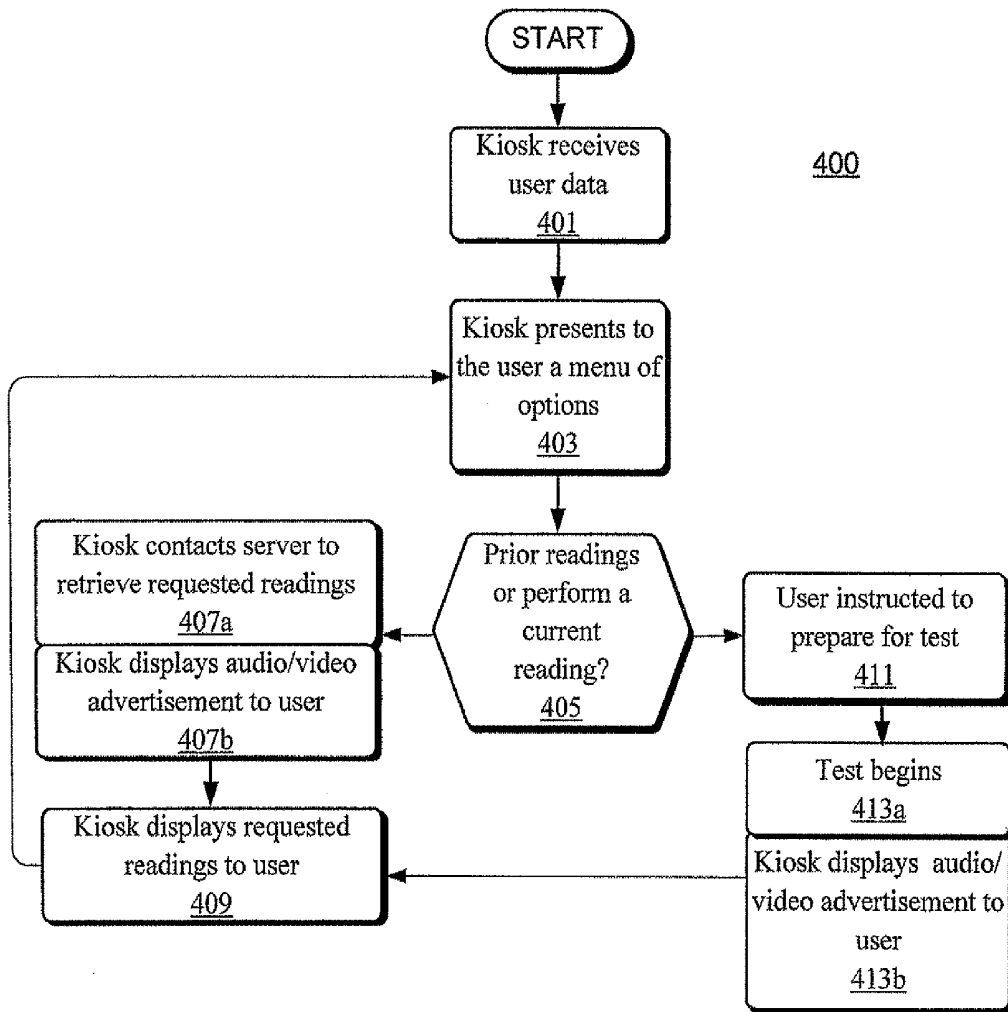 START
Kiosk receives
user data
401
400
Kiosk presents to
the user a menu of
options
403
Kiosk contacts server to
retrieve requested readings
407a
Kiosk displays audio/video
advertisement to user
407b
Prior readings
or perform a
current
reading?
405
User instructed to
prepare for test
411
Test begins
413a
Kiosk displays audio/
video advertisement to
user
413b
Kiosk displays requested
readings to user
409